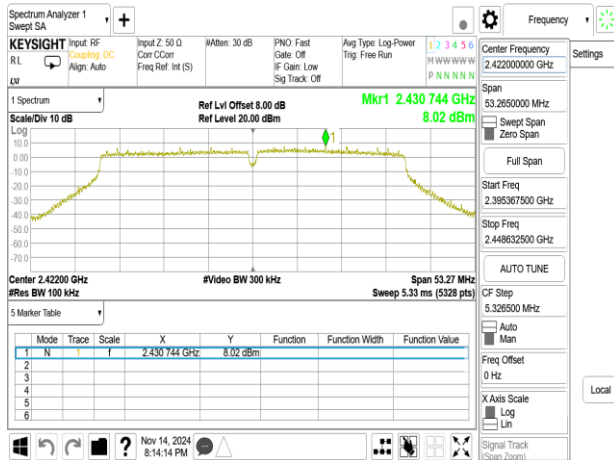 Spectrum Analyzer 1
Swept SA
+
Frequency
KEYSIGHT
RL
LXI
Input: RF
Coupling: DC
Align: Auto
Input Z: 50 Ω
Corr CCorr
Freq Ref: Int (S)
#Atten: 30 dB
PNO: Fast
Gate: Off
IF Gain: Low
Sig Track: Off
Avg Type: Log-Power
Trig: Free Run
1 2 3 4 5 6
M W W W W W
P N N N N N
Center Frequency
2.422000000 GHz
Settings
Span
53.2650000 MHz
Swept Span
Zero Span
Full Span
Start Freq
2.395367500 GHz
Stop Freq
2.448632500 GHz
AUTO TUNE
CF Step
5.326500 MHz
Auto
Man
Freq Offset
0 Hz
X Axis Scale
Log
Lin
Signal Track
(Span Zoom)
Local
1 Spectrum
Scale/Div 10 dB
Ref Lvl Offset 8.00 dB
Ref Level 20.00 dBm
Mkr1 2.430 744 GHz
8.02 dBm
Log
10.0
0.00
-10.0
-20.0
-30.0
-40.0
-50.0
-60.0
-70.0
1
Center 2.42200 GHz
#Res BW 100 kHz
#Video BW 300 kHz
Span 53.27 MHz
Sweep 5.33 ms (5328 pts)
5 Marker Table
Mode Trace Scale X Y Function Function Width Function Value
1 N 1 f 2.430 744 GHz 8.02 dBm
2
3
4
5
6
?
Nov 14, 2024
8:14:14 PM